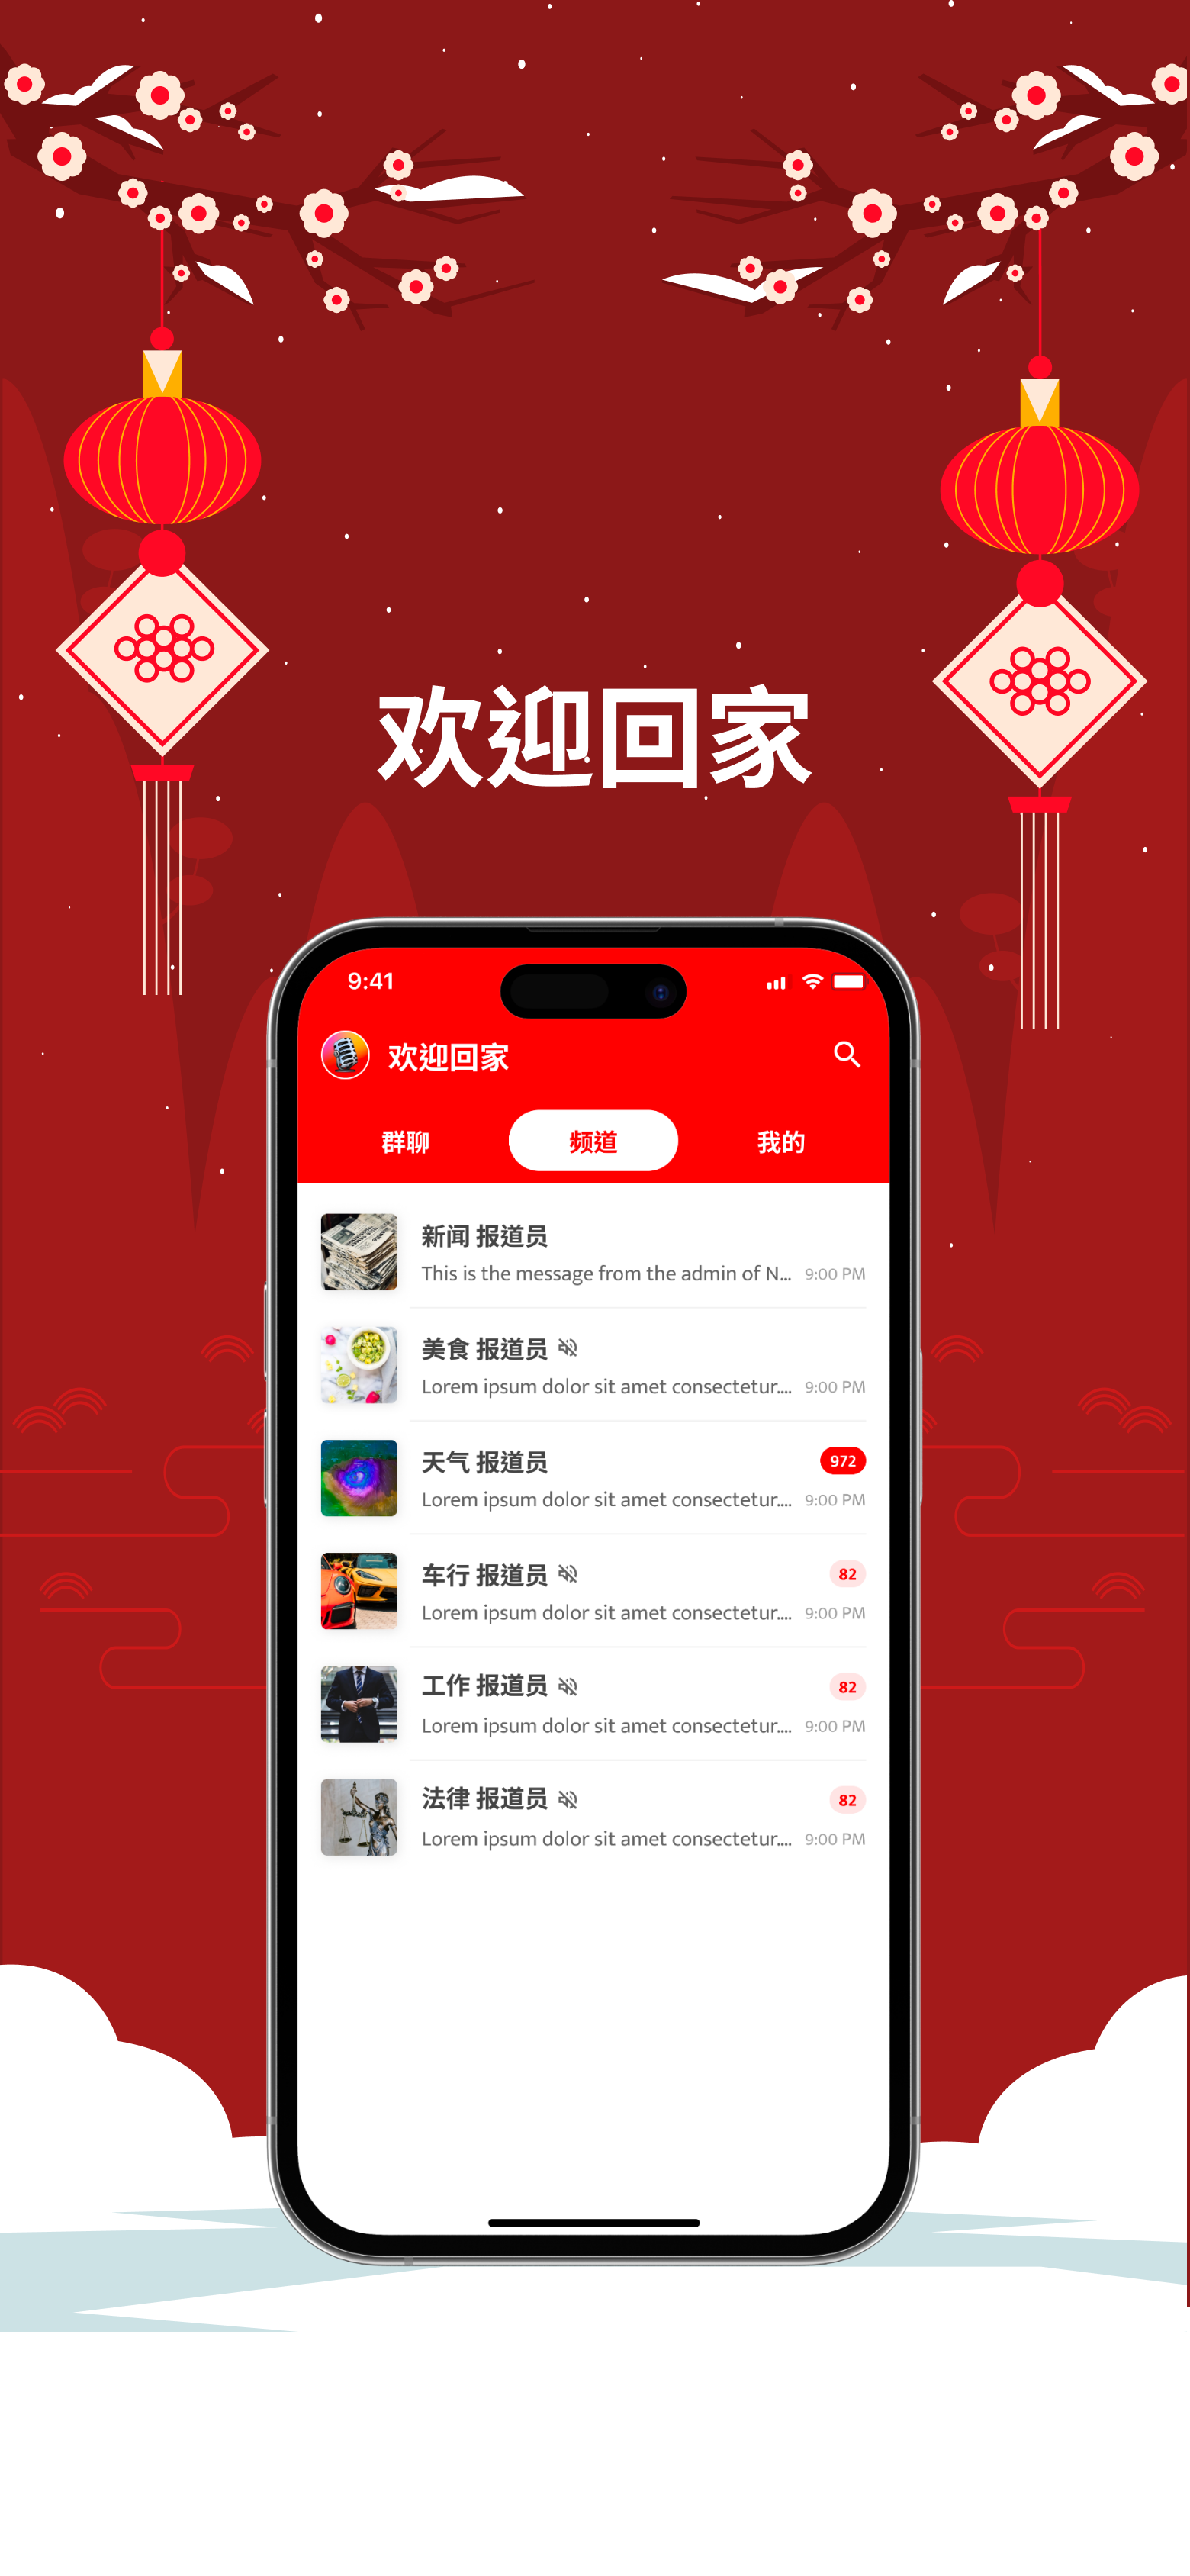 欢迎回家
9:41
欢迎回家
群聊 频道 我的
新闻 报道员
This is the message from the admin of N... 9:00 PM
美食 报道员
Lorem ipsum dolor sit amet consectetur.... 9:00 PM
天气 报道员 972
Lorem ipsum dolor sit amet consectetur.... 9:00 PM
车行 报道员 82
Lorem ipsum dolor sit amet consectetur.... 9:00 PM
工作 报道员 82
Lorem ipsum dolor sit amet consectetur.... 9:00 PM
法律 报道员 82
Lorem ipsum dolor sit amet consectetur.... 9:00 PM